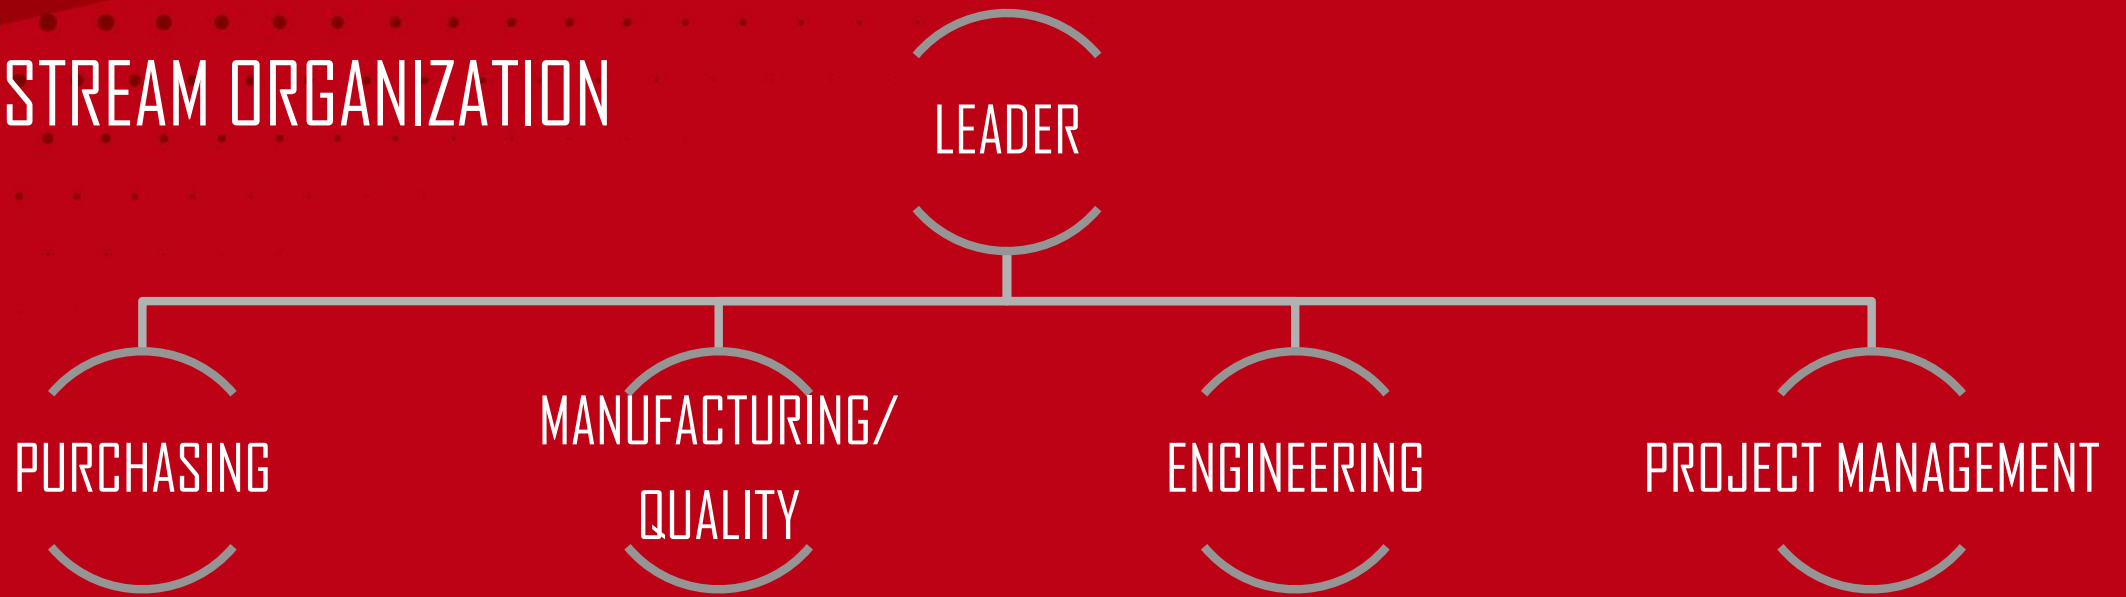 STREAM ORGANIZATION
LEADER
PURCHASING
MANUFACTURING/
QUALITY
ENGINEERING
PROJECT MANAGEMENT